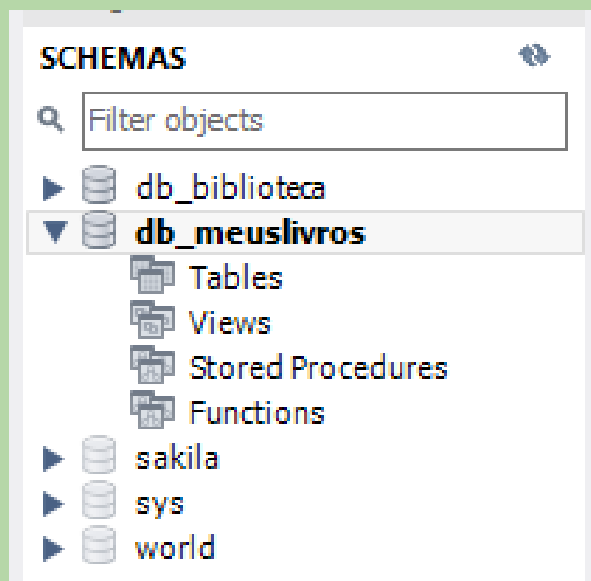 SCHEMAS
Filter objects
db_biblioteca
db_meuslivros
Tables
Views
Stored Procedures
Functions
sakila
sys
world